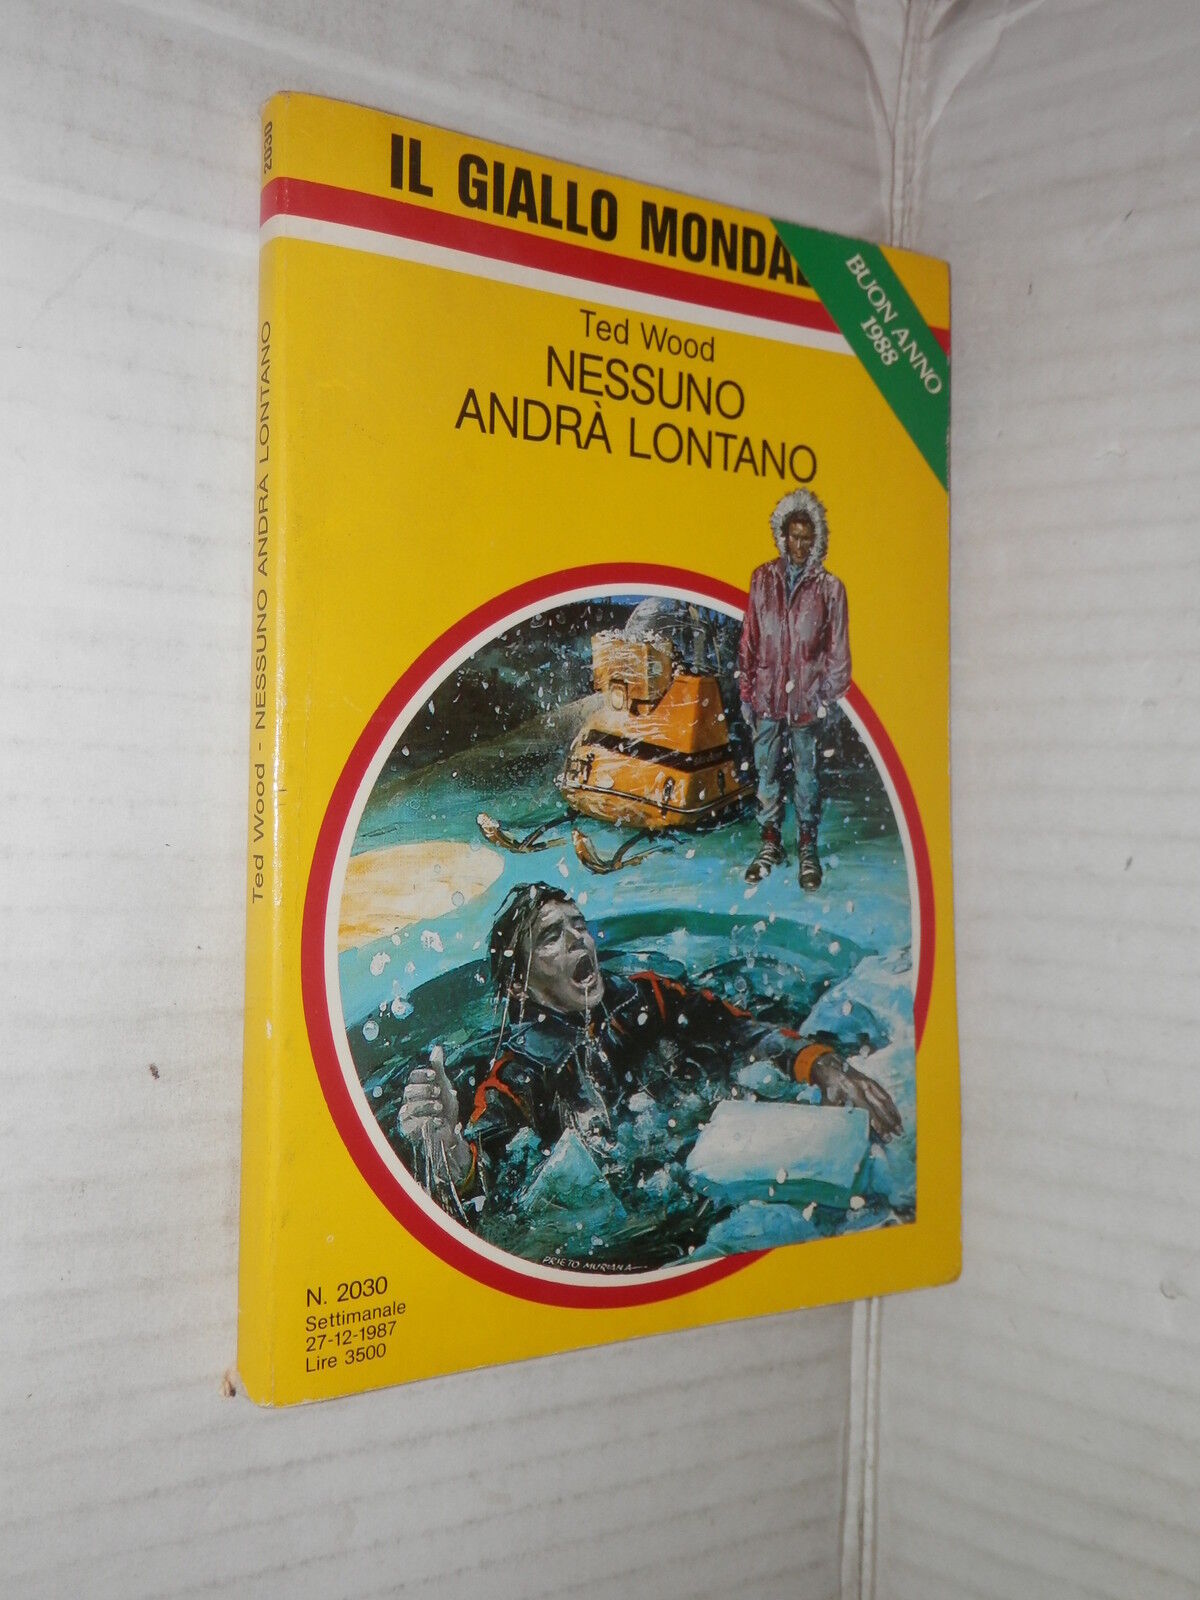 IL GIALLO MONDA
BUON ANNO
1988
Ted Wood
NESSUNO
ANDRÀ LONTANO
PRIETO MURIANA
N. 2030
Settimanale
27-12-1987
Lire 3500
2030
Ted Wood - NESSUNO ANDRÀ LONTANO